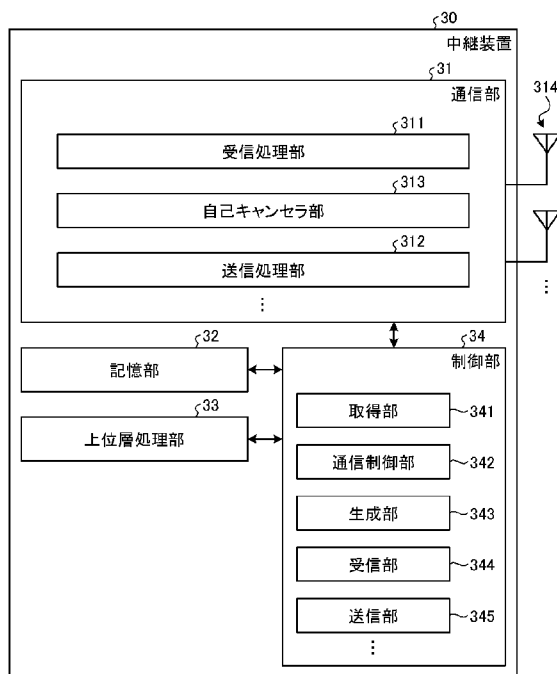 30
中継装置
31
通信部
314
311
受信処理部
313
自己キャンセラ部
312
送信処理部
⋮
⋮
32
記憶部
33
上位層処理部
34
制御部
取得部
341
通信制御部
342
生成部
343
受信部
344
送信部
345
⋮